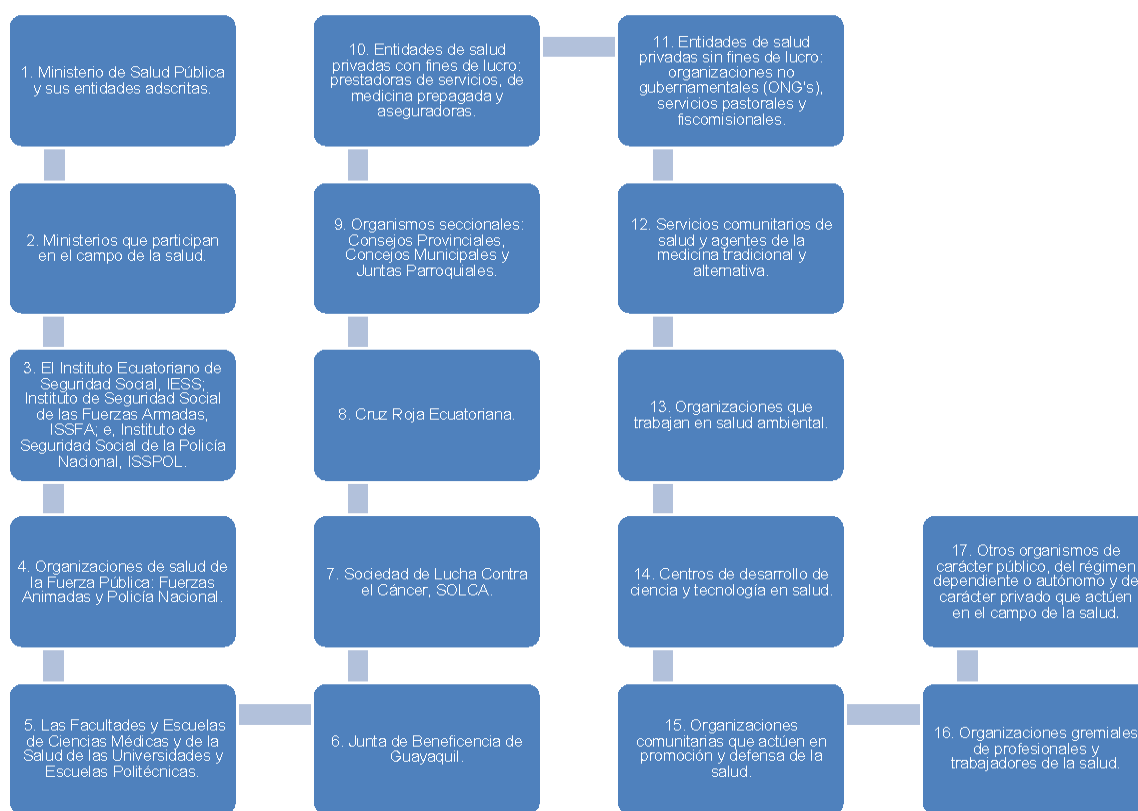 1. Ministerio de Salud Pública
y sus entidades adscritas.
2. Ministerios que participan
en el campo de la salud.
3. El Instituto Ecuatoriano de
Seguridad Social, IESS;
Instituto de Seguridad Social
de las Fuerzas Armadas,
ISSFA; e, Instituto de
Seguridad Social de la Policía
Nacional, ISSPOL.
4. Organizaciones de salud de
la Fuerza Pública: Fuerzas
Animadas y Policía Nacional.
5. Las Facultades y Escuelas
de Ciencias Médicas y de la
Salud de las Universidades y
Escuelas Politécnicas.
6. Junta de Beneficencia de
Guayaquil.
7. Sociedad de Lucha Contra
el Cáncer, SOLCA.
8. Cruz Roja Ecuatoriana.
9. Organismos seccionales:
Consejos Provinciales,
Concejos Municipales y
Juntas Parroquiales.
10. Entidades de salud
privadas con fines de lucro:
prestadoras de servicios, de
medicina prepagada y
aseguradoras.
11. Entidades de salud
privadas sin fines de lucro:
organizaciones no
gubernamentales (ONG's),
servicios pastorales y
fiscomisionales.
12. Servicios comunitarios de
salud y agentes de la
medicina tradicional y
alternativa.
13. Organizaciones que
trabajan en salud ambiental.
14. Centros de desarrollo de
ciencia y tecnología en salud.
15. Organizaciones
comunitarias que actúen en
promoción y defensa de la
salud.
16. Organizaciones gremiales
de profesionales y
trabajadores de la salud.
17. Otros organismos de
carácter público, del régimen
dependiente o autónomo y de
carácter privado que actúen
en el campo de la salud.